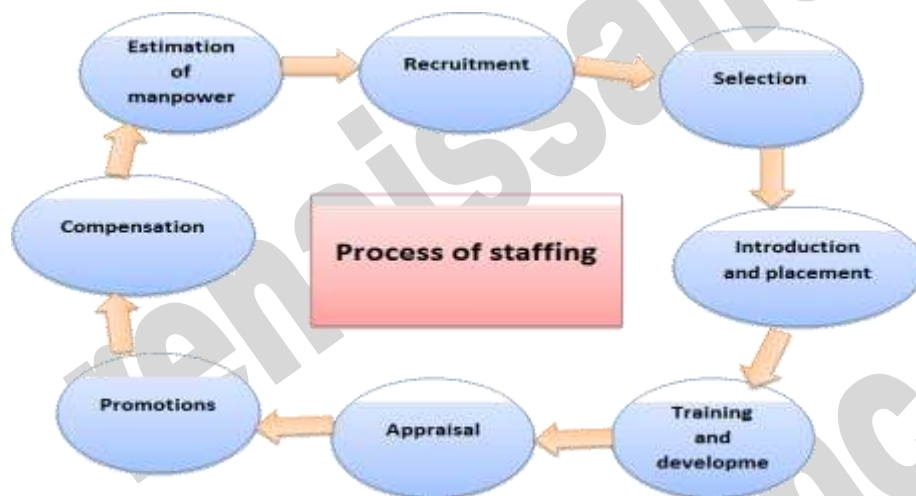 Estimation
of
manpower
Recruitment
Selection
Compensation
Process of staffing
Introduction
and placement
Promotions
Appraisal
Training
and
developme